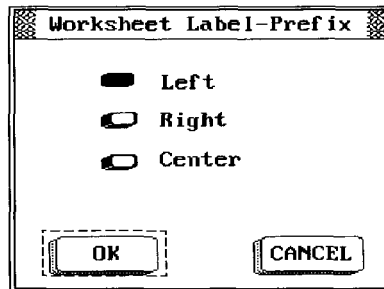 Worksheet Label-Prefix
Left
Right
Center
OK CANCEL